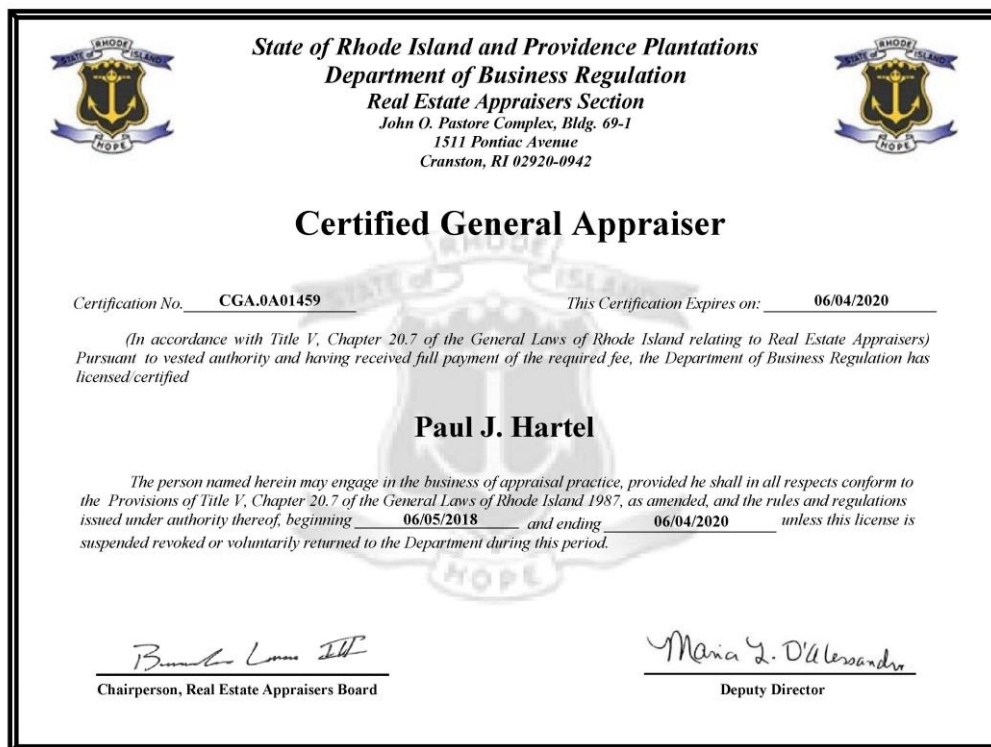 STATE of RHODE ISLAND
HOPE
State of Rhode Island and Providence Plantations
Department of Business Regulation
Real Estate Appraisers Section
John O. Pastore Complex, Bldg. 69-1
1511 Pontiac Avenue
Cranston, RI 02920-0942
STATE of RHODE ISLAND
HOPE
Certified General Appraiser
STATE of RHODE ISLAND
Certification No. CGA.0A01459 This Certification Expires on: 06/04/2020
(In accordance with Title V, Chapter 20.7 of the General Laws of Rhode Island relating to Real Estate Appraisers)
Pursuant to vested authority and having received full payment of the required fee, the Department of Business Regulation has
licensed/certified
Paul J. Hartel
The person named herein may engage in the business of appraisal practice, provided he shall in all respects conform to
the Provisions of Title V, Chapter 20.7 of the General Laws of Rhode Island 1987, as amended, and the rules and regulations
issued under authority thereof, beginning 06/05/2018 and ending 06/04/2020 unless this license is
suspended revoked or voluntarily returned to the Department during this period.
HOPE
III Maria L. D'Alessandro
Chairperson, Real Estate Appraisers Board Deputy Director